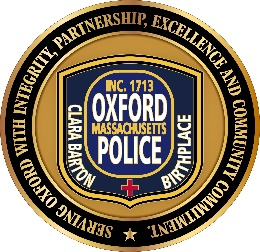 SERVING OXFORD WITH INTEGRITY, PARTNERSHIP, EXCELLENCE AND COMMUNITY COMMITMENT.
INC. 1713
OXFORD
MASSACHUSETTS
POLICE
CLARA BARTON
BIRTHPLACE